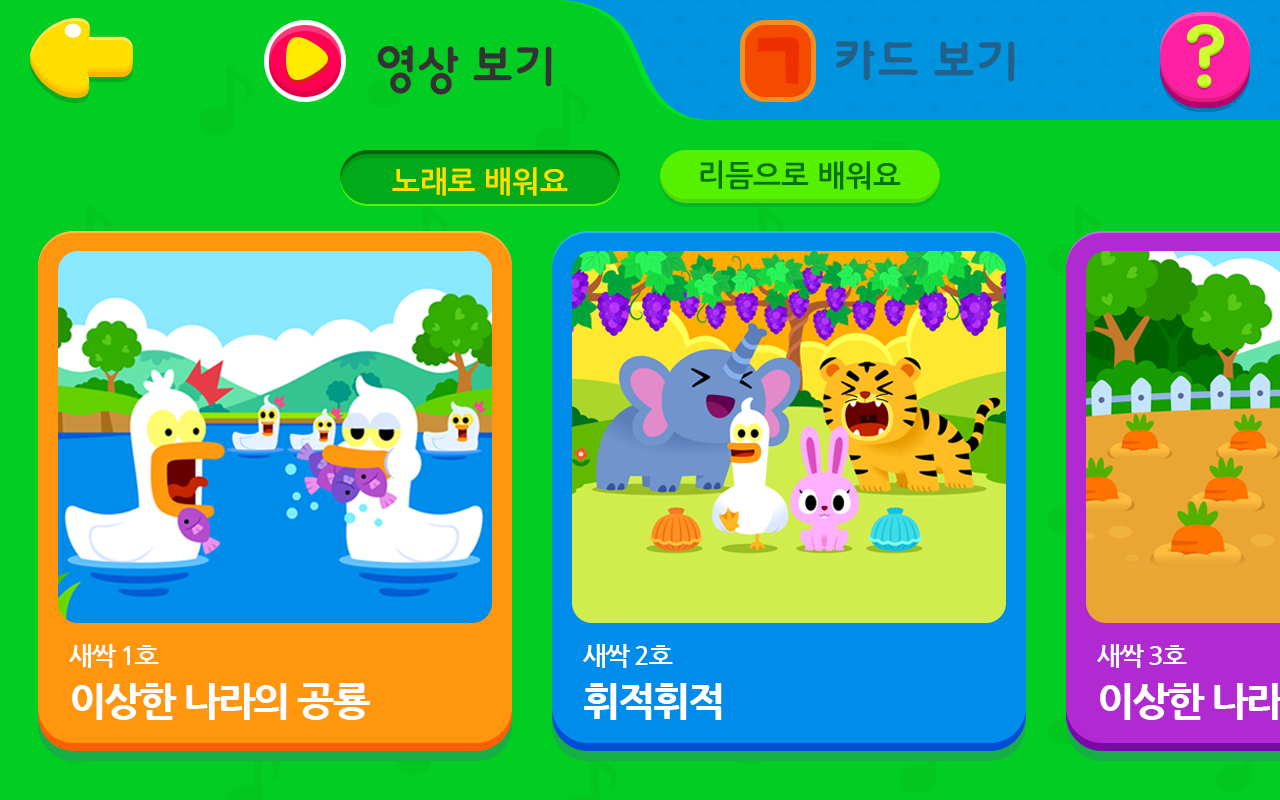 영상 보기
ㄱ 카드 보기
?
노래로 배워요
리듬으로 배워요
새싹 1호
이상한 나라의 공룡
새싹 2호
휘적휘적
새싹 3호
이상한 나라